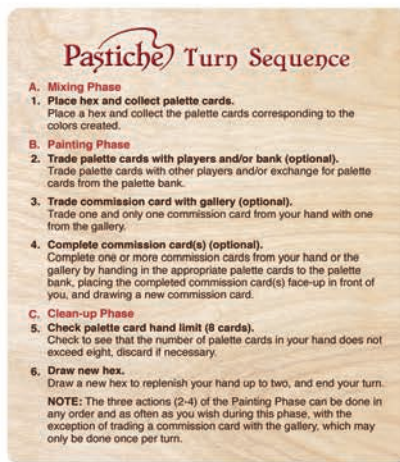 Pastiche Turn Sequence
A. Mixing Phase
1. Place hex and collect palette cards.
Place a hex and collect the palette cards corresponding to the
colors created.
B. Painting Phase
2. Trade palette cards with players and/or bank (optional).
Trade palette cards with other players and/or exchange for palette
cards from the palette bank.
3. Trade commission card with gallery (optional).
Trade one and only one commission card from your hand with one
from the gallery.
4. Complete commission card(s) (optional).
Complete one or more commission cards from your hand or the
gallery by handing in the appropriate palette cards to the palette
bank, placing the completed commission card(s) face-up in front of
you, and drawing a new commission card.
C. Clean-up Phase
5. Check palette card hand limit (8 cards).
Check to see that the number of palette cards in your hand does not
exceed eight, discard if necessary.
6. Draw new hex.
Draw a new hex to replenish your hand up to two, and end your turn.
NOTE: The three actions (2-4) of the Painting Phase can be done in
any order and as often as you wish during this phase, with the
exception of trading a commission card with the gallery, which may
only be done once per turn.